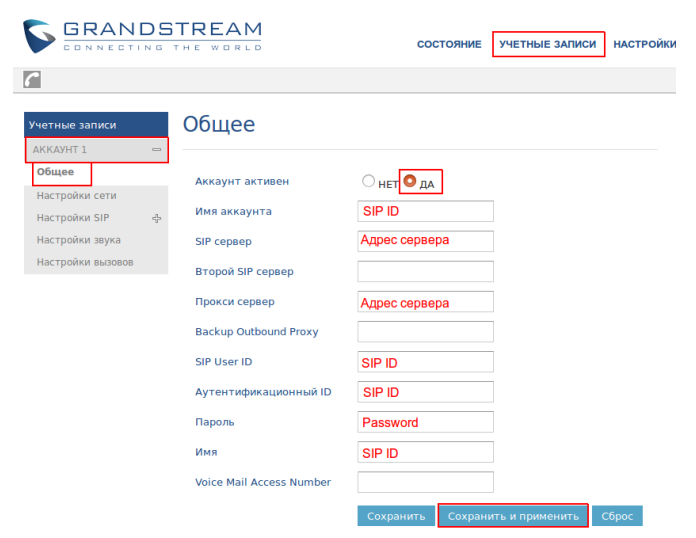 GRANDSTREAM
CONNECTING THE WORLD
СОСТОЯНИЕ УЧЕТНЫЕ ЗАПИСИ НАСТРОЙКИ
Учетные записи
АККАУНТ 1
Общее
Настройки сети
Настройки SIP
Настройки звука
Настройки вызовов
Общее
Аккаунт активен НЕТ ДА
Имя аккаунта SIP ID
SIP сервер Адрес сервера
Второй SIP сервер
Прокси сервер Адрес сервера
Backup Outbound Proxy
SIP User ID SIP ID
Аутентификационный ID SIP ID
Пароль Password
Имя SIP ID
Voice Mail Access Number
Сохранить Сохранить и применить Сброс